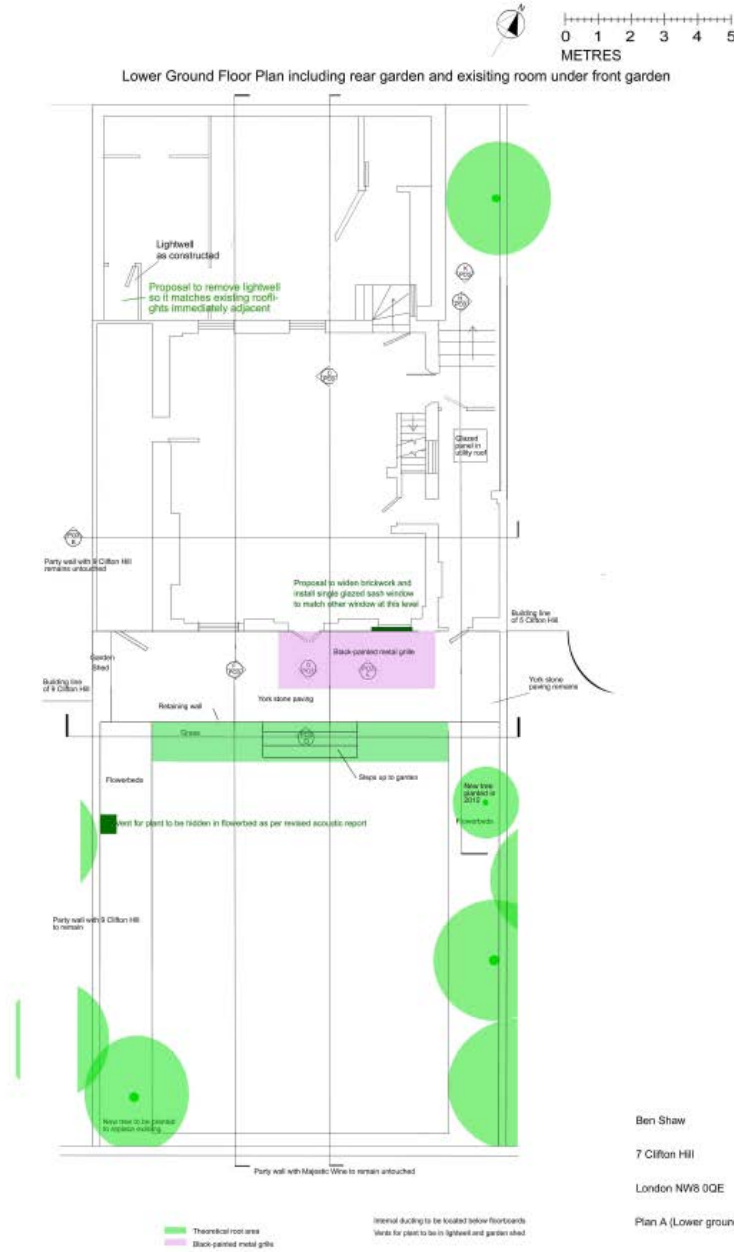 N
0 1 2 3 4 5
METRES
Lower Ground Floor Plan including rear garden and exisiting room under front garden
Lightwell
as constructed
Proposal to remove lightwell
so it matches existing roofli-
ghts immediately adjacent
Glazed
panel in
utility roof
Party wall with 9 Clifton Hill
remains untouched
Proposal to widen brickwork and
install single glazed sash window
to match other window at this level
Building line
of 5 Clifton Hill
Garden
Shed
Black-painted metal grille
Building line
of 9 Clifton Hill
York stone
paving remains
York stone paving
Retaining wall
Grass
Steps up to garden
Flowerbeds
New tree
planted in
2012
Flowerbeds
Vent for plant to be hidden in flowerbed as per revised acoustic report
Party wall with 9 Clifton Hill
to remain
New tree to be planted
to replace existing
Party wall with Majestic Wine to remain untouched
Ben Shaw
7 Clifton Hill
London NW8 0QE
Plan A (Lower groun
Theoretical root area
Black-painted metal grille
Internal ducting to be located below floorboards
Vents for plant to be in lightwell and garden shed